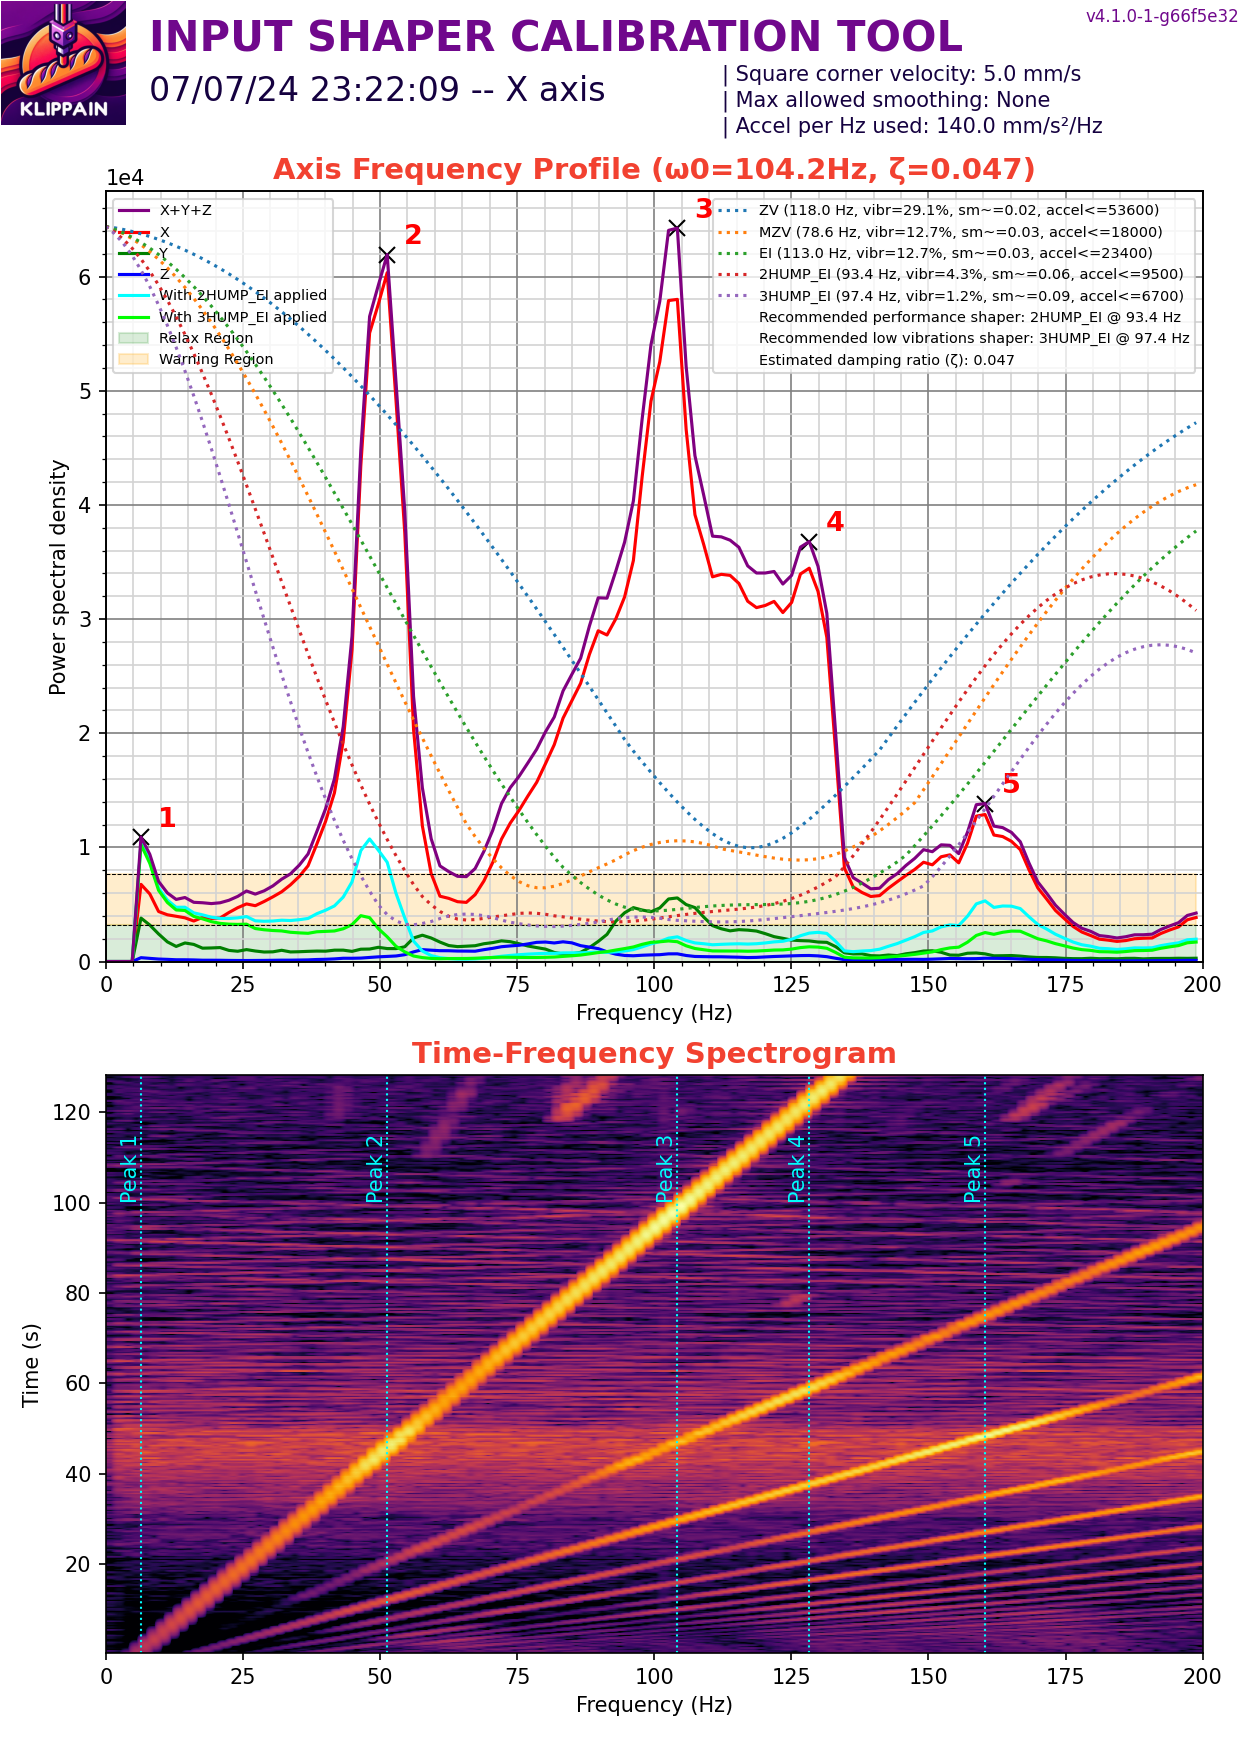 v4.1.0-1-g66f5e32
KLIPPAIN
INPUT SHAPER CALIBRATION TOOL
07/07/24 23:22:09 -- X axis
| Square corner velocity: 5.0 mm/s
| Max allowed smoothing: None
| Accel per Hz used: 140.0 mm/s²/Hz
Axis Frequency Profile (ω0=104.2Hz, ζ=0.047)
1e4
X+Y+Z
X
Y
Z
With 2HUMP_EI applied
With 3HUMP_EI applied
Relax Region
Warning Region
ZV (118.0 Hz, vibr=29.1%, sm~=0.02, accel<=53600)
MZV (78.6 Hz, vibr=12.7%, sm~=0.03, accel<=18000)
EI (113.0 Hz, vibr=12.7%, sm~=0.03, accel<=23400)
2HUMP_EI (93.4 Hz, vibr=4.3%, sm~=0.06, accel<=9500)
3HUMP_EI (97.4 Hz, vibr=1.2%, sm~=0.09, accel<=6700)
Recommended performance shaper: 2HUMP_EI @ 93.4 Hz
Recommended low vibrations shaper: 3HUMP_EI @ 97.4 Hz
Estimated damping ratio (ζ): 0.047
1
2
3
4
5
Power spectral density
6
5
4
3
2
1
0
0 25 50 75 100 125 150 175 200
Frequency (Hz)
Time-Frequency Spectrogram
Time (s)
120
100
80
60
40
20
Peak 1
Peak 2
Peak 3
Peak 4
Peak 5
0 25 50 75 100 125 150 175 200
Frequency (Hz)